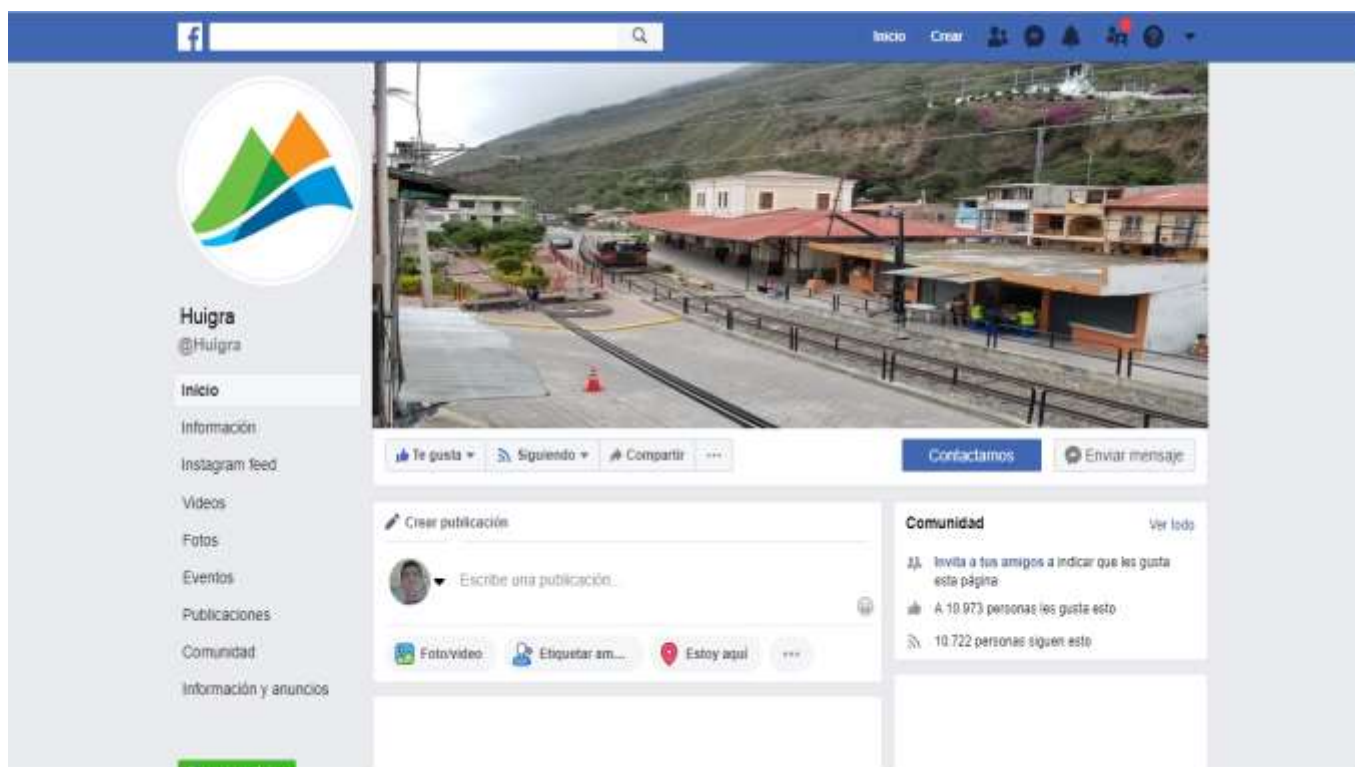 f
Inicio Crear
Huigra
@Huigra
Inicio
Información
Instagram feed
Videos
Fotos
Eventos
Publicaciones
Comunidad
Información y anuncios
Te gusta Siguiendo Compartir ...
Contactarnos Enviar mensaje
Crear publicación
Escribe una publicación...
Foto/video Etiquetar am... Estoy aquí ...
Comunidad Ver todo
Invita a tus amigos a indicar que les gusta
esta página
A 10.973 personas les gusta esto
10.722 personas siguen esto